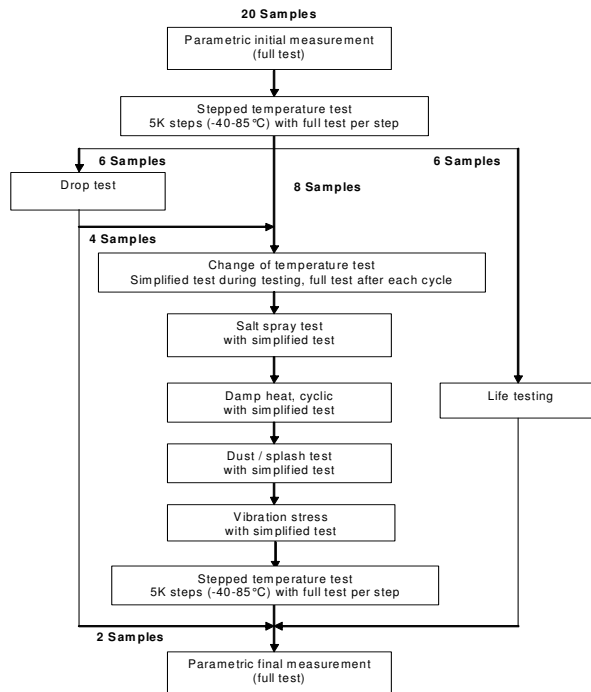 20 Samples
Parametric initial measurement
(full test)
Stepped temperature test
5K steps (-40-85°C) with full test per step
6 Samples
6 Samples
Drop test
8 Samples
4 Samples
Change of temperature test
Simplified test during testing, full test after each cycle
Salt spray test
with simplified test
Damp heat, cyclic
with simplified test
Life testing
Dust / splash test
with simplified test
Vibration stress
with simplified test
Stepped temperature test
5K steps (-40-85°C) with full test per step
2 Samples
Parametric final measurement
(full test)